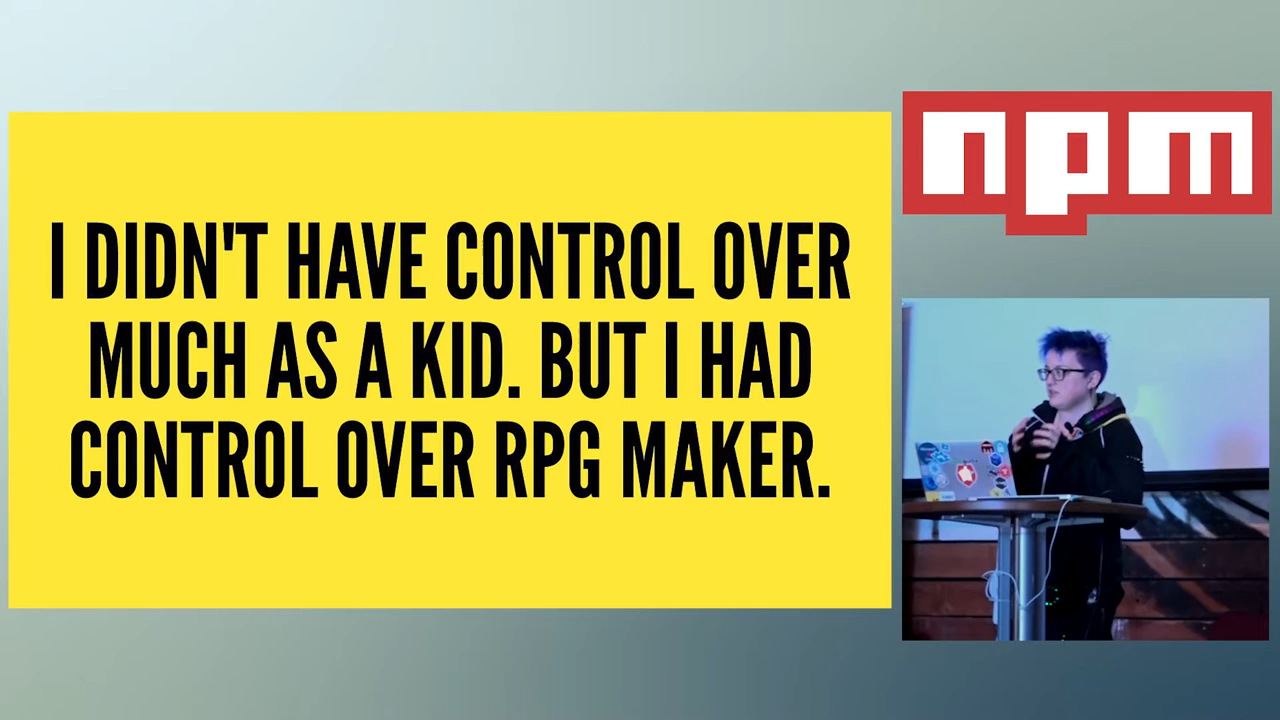 I DIDN'T HAVE CONTROL OVER
MUCH AS A KID. BUT I HAD
CONTROL OVER RPG MAKER.
npm